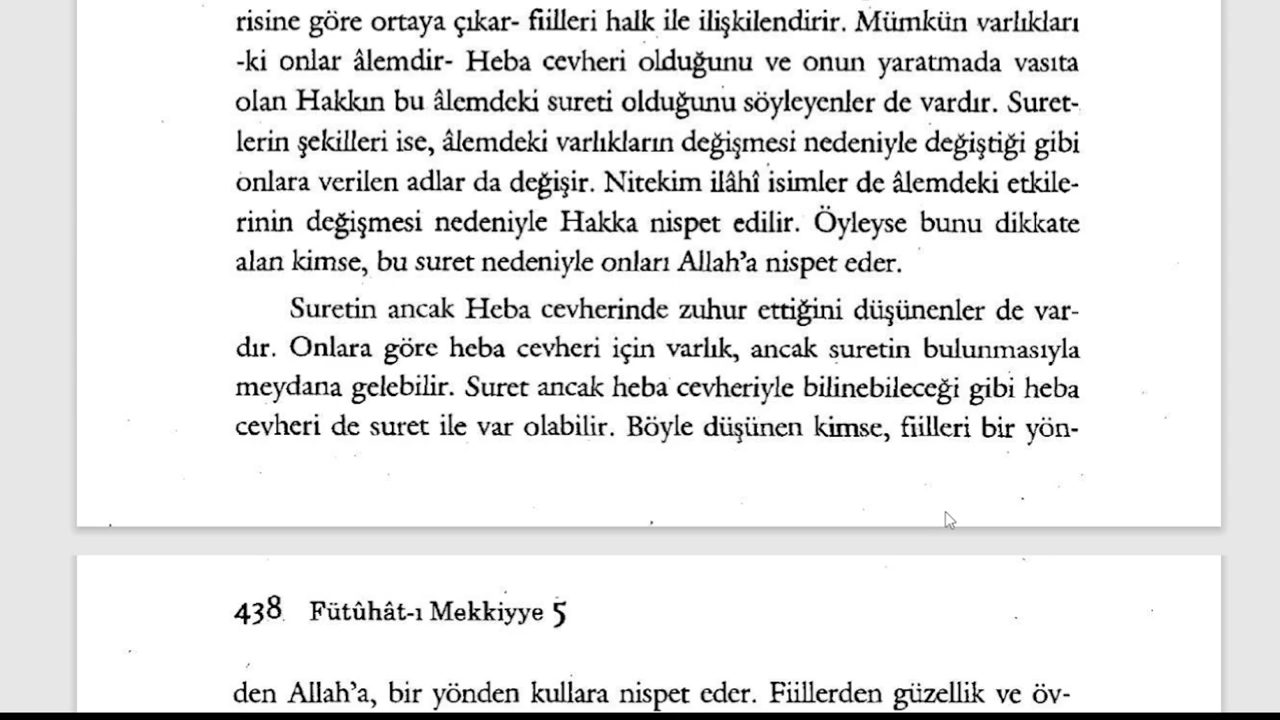 risine göre ortaya çıkar- fiilleri halk ile ilişkilendirir. Mümkün varlıkları
-ki onlar âlemdir- Heba cevheri olduğunu ve onun yaratmada vasıta
olan Hakkın bu âlemdeki sureti olduğunu söyleyenler de vardır. Suret-
lerin şekilleri ise, âlemdeki varlıkların değişmesi nedeniyle değiştiği gibi
onlara verilen adlar da değişir. Nitekim ilâhî isimler de âlemdeki etkile-
rinin değişmesi nedeniyle Hakka nispet edilir. Öyleyse bunu dikkate
alan kimse, bu suret nedeniyle onları Allah'a nispet eder.
Suretin ancak Heba cevherinde zuhur ettiğini düşünenler de var-
dır. Onlara göre heba cevheri için varlık, ancak suretin bulunmasıyla
meydana gelebilir. Suret ancak heba cevheriyle bilinebileceği gibi heba
cevheri de suret ile var olabilir. Böyle düşünen kimse, fiilleri bir yön-
438 Fütûhât-ı Mekkiyye 5
den Allah'a, bir yönden kullara nispet eder. Fiillerden güzellik ve öv-